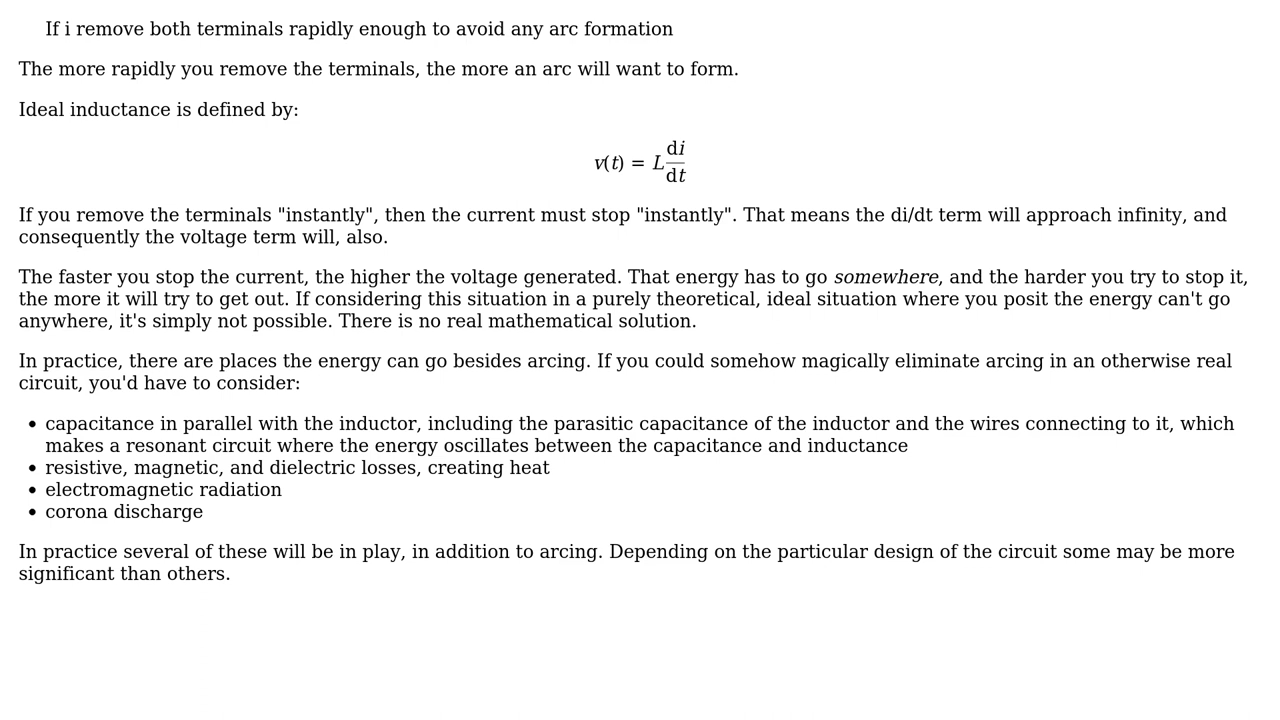 If i remove both terminals rapidly enough to avoid any arc formation
The more rapidly you remove the terminals, the more an arc will want to form.
Ideal inductance is defined by:
v(t) = L di/dt
If you remove the terminals "instantly", then the current must stop "instantly". That means the di/dt term will approach infinity, and
consequently the voltage term will, also.
The faster you stop the current, the higher the voltage generated. That energy has to go somewhere, and the harder you try to stop it,
the more it will try to get out. If considering this situation in a purely theoretical, ideal situation where you posit the energy can't go
anywhere, it's simply not possible. There is no real mathematical solution.
In practice, there are places the energy can go besides arcing. If you could somehow magically eliminate arcing in an otherwise real
circuit, you'd have to consider:
• capacitance in parallel with the inductor, including the parasitic capacitance of the inductor and the wires connecting to it, which
makes a resonant circuit where the energy oscillates between the capacitance and inductance
• resistive, magnetic, and dielectric losses, creating heat
• electromagnetic radiation
• corona discharge
In practice several of these will be in play, in addition to arcing. Depending on the particular design of the circuit some may be more
significant than others.